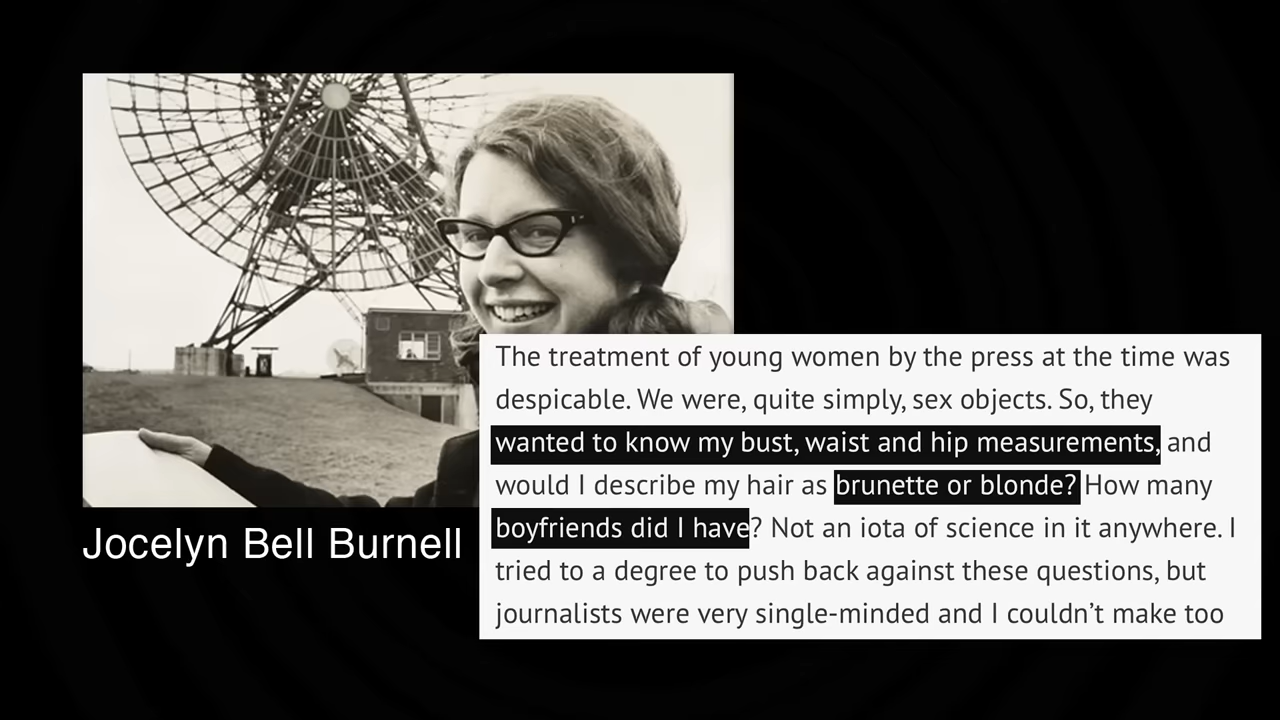 Jocelyn Bell Burnell
The treatment of young women by the press at the time was
despicable. We were, quite simply, sex objects. So, they
wanted to know my bust, waist and hip measurements, and
would I describe my hair as brunette or blonde? How many
boyfriends did I have? Not an iota of science in it anywhere. I
tried to a degree to push back against these questions, but
journalists were very single-minded and I couldn’t make too